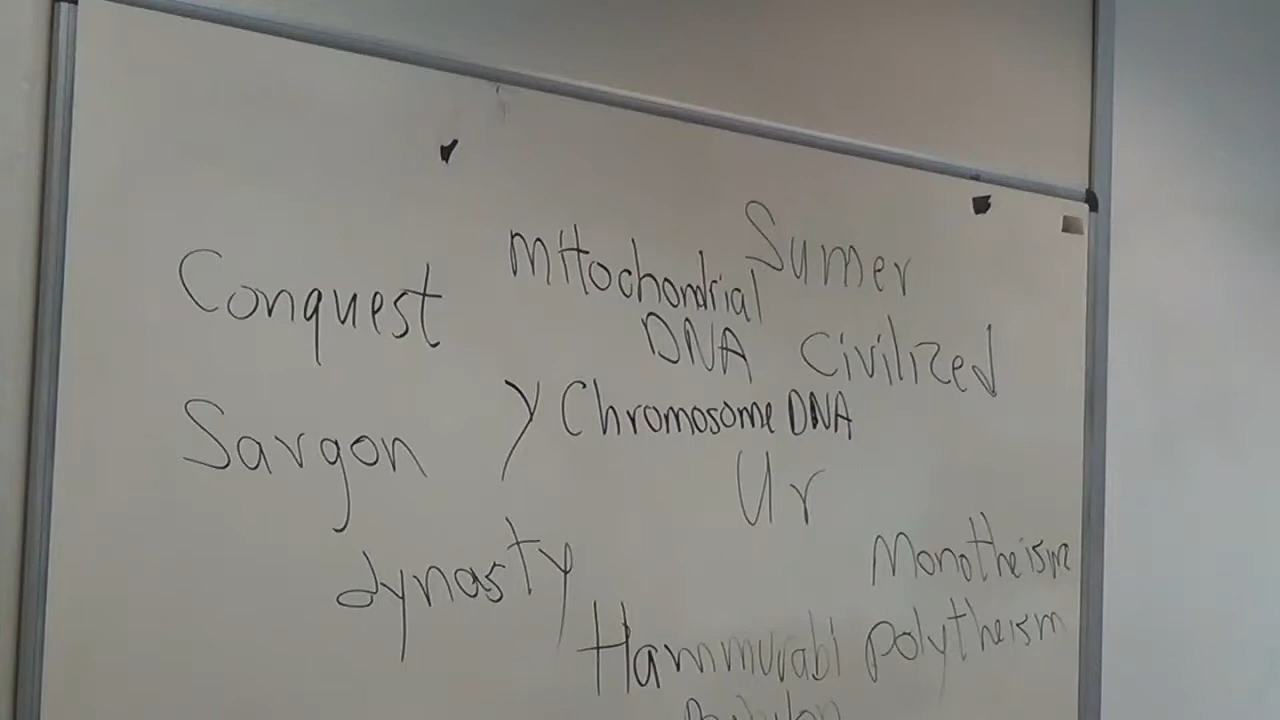 Sumer
Mitochondrial
DNA
Conquest
Civilized
Y Chromosome DNA
Sargon
Ur
dynasty
Monotheism
Hammurabi polytheism